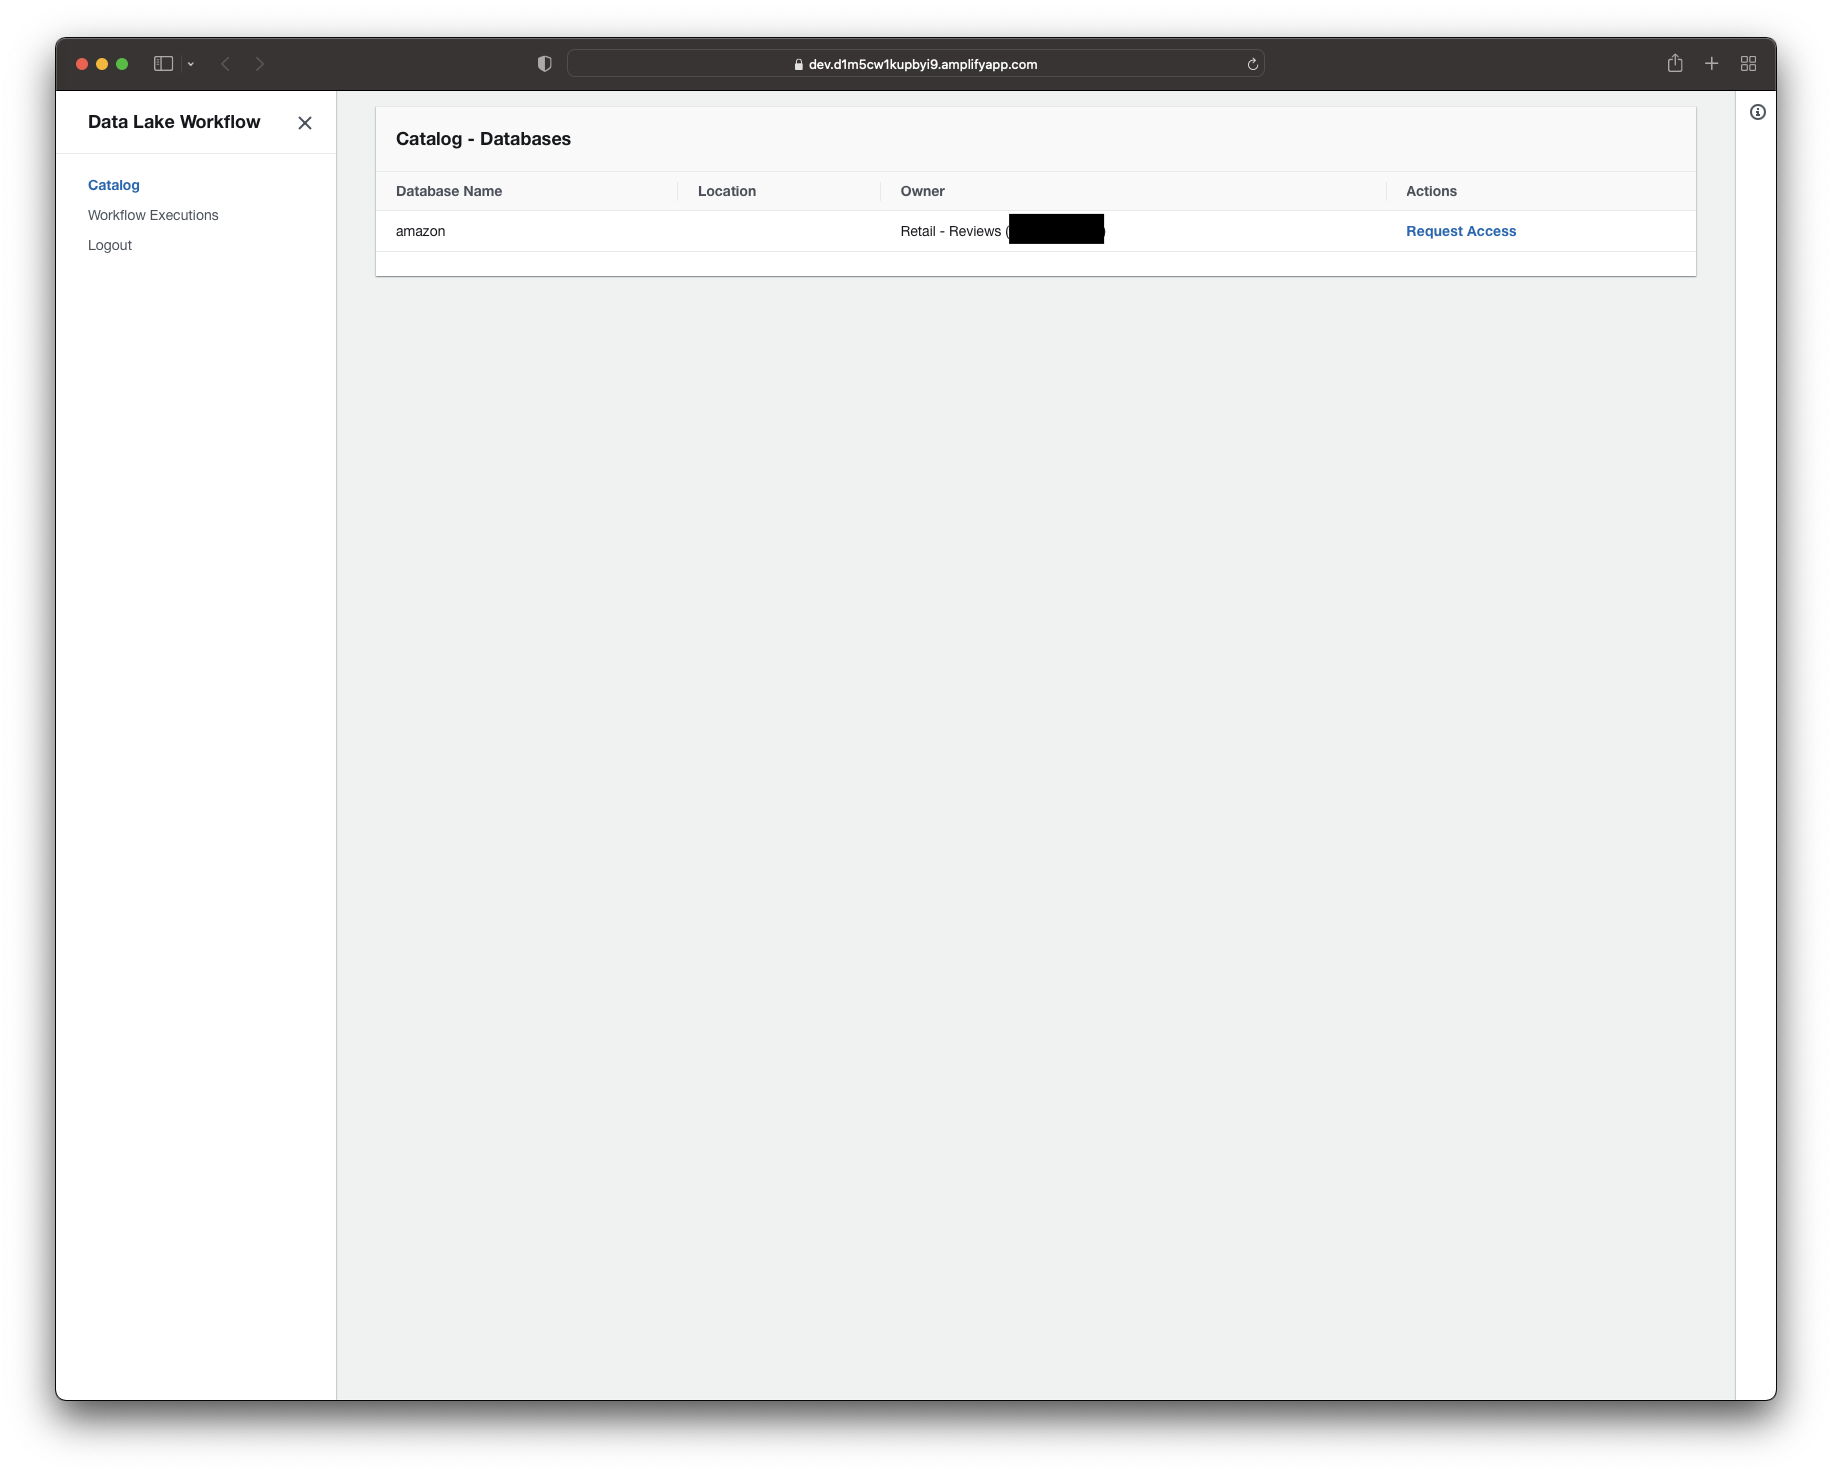 dev.d1m5cw1kupbyi9.amplifyapp.com
Data Lake Workflow
Catalog
Workflow Executions
Logout
Catalog - Databases
Database Name Location Owner Actions
amazon Retail - Reviews ( ) Request Access